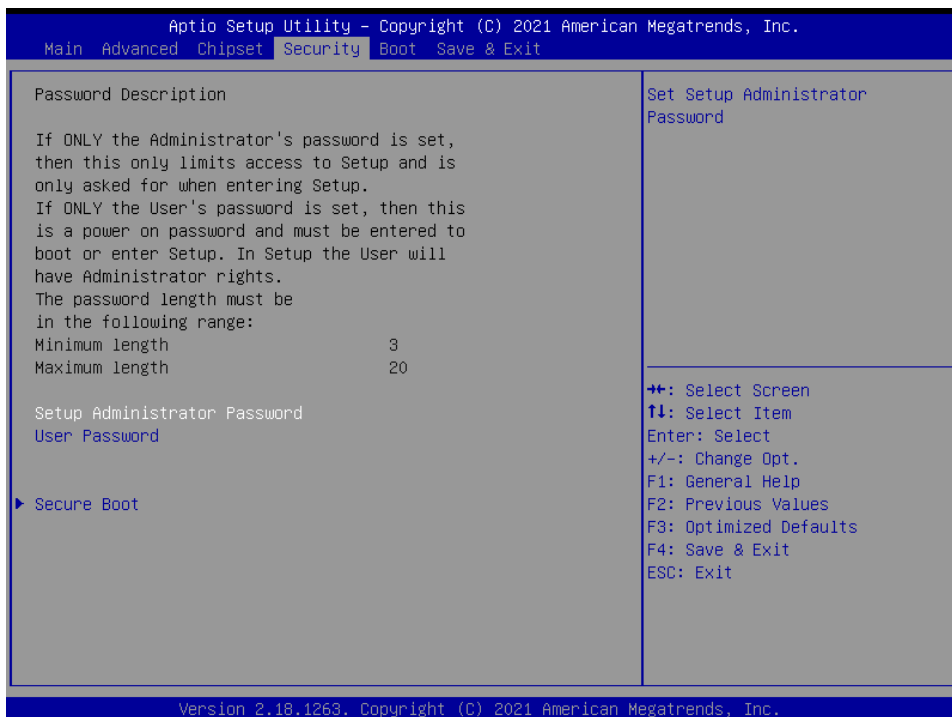 Aptio Setup Utility – Copyright (C) 2021 American Megatrends, Inc.
Main Advanced Chipset Security Boot Save & Exit
Password Description
If ONLY the Administrator's password is set,
then this only limits access to Setup and is
only asked for when entering Setup.
If ONLY the User's password is set, then this
is a power on password and must be entered to
boot or enter Setup. In Setup the User will
have Administrator rights.
The password length must be
in the following range:
Minimum length 3
Maximum length 20
Setup Administrator Password
User Password
▶ Secure Boot
Set Setup Administrator
Password
→←: Select Screen
↑↓: Select Item
Enter: Select
+/-: Change Opt.
F1: General Help
F2: Previous Values
F3: Optimized Defaults
F4: Save & Exit
ESC: Exit
Version 2.18.1263. Copyright (C) 2021 American Megatrends, Inc.